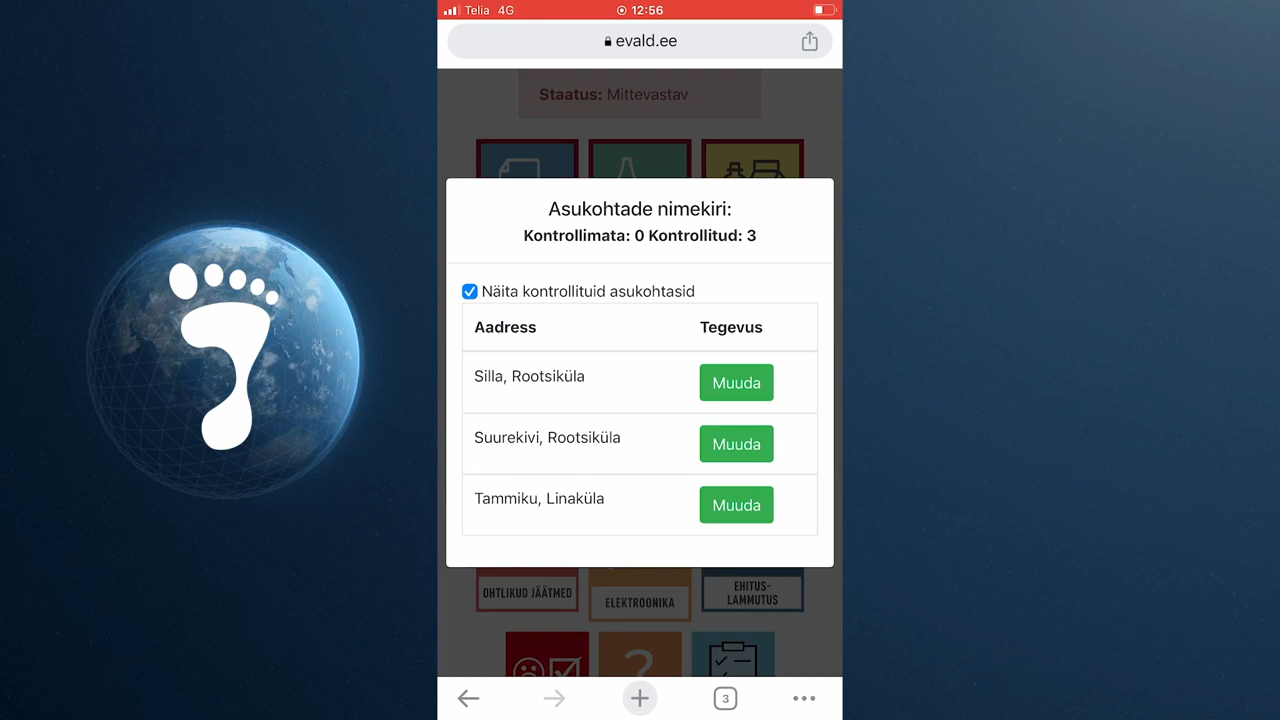 Telia 4G 12:56
evald.ee
Staatus: Mittevastav
Asukohtade nimekiri:
Kontrollimata: 0 Kontrollitud: 3
Näita kontrollituid asukohtasid
Aadress Tegevus
Silla, Rootsiküla Muuda
Suurekivi, Rootsiküla Muuda
Tammiku, Linaküla Muuda
OHTLIKUD JÄÄTMED
ELEKTROONIKA
EHITUS-
LAMMUTUS
?
3